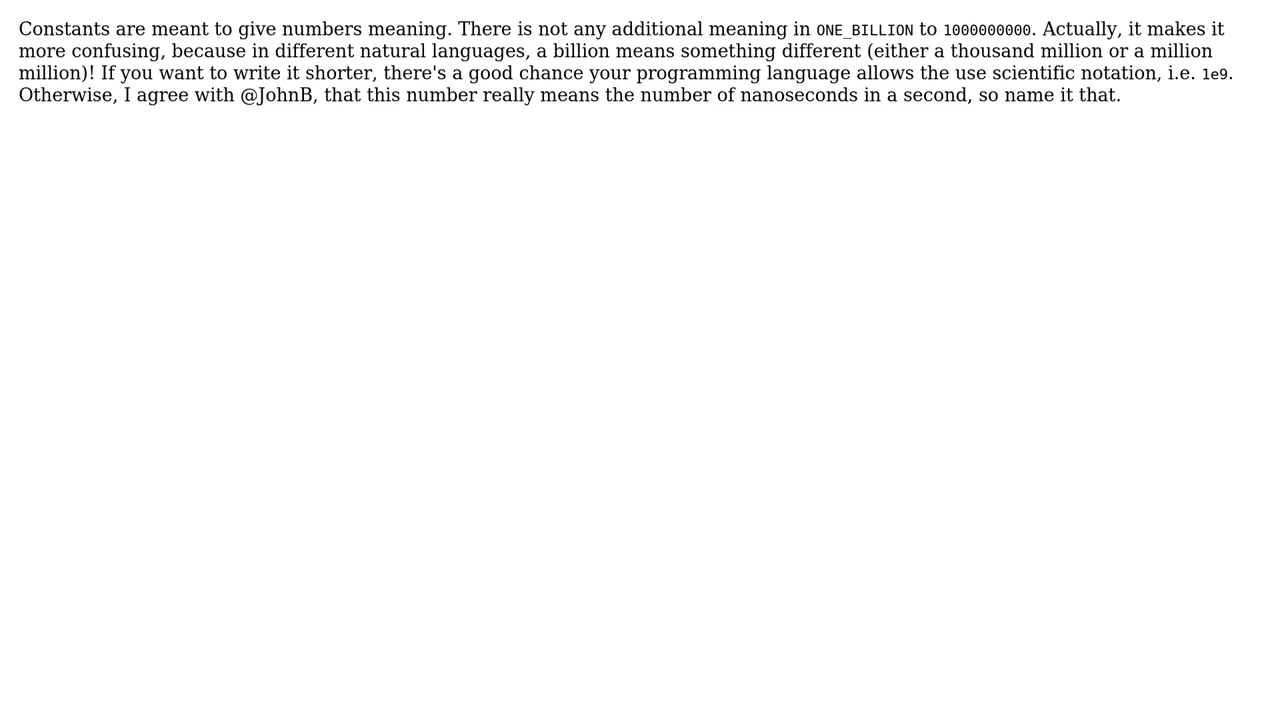 Constants are meant to give numbers meaning. There is not any additional meaning in ONE_BILLION to 1000000000. Actually, it makes it
more confusing, because in different natural languages, a billion means something different (either a thousand million or a million
million)! If you want to write it shorter, there's a good chance your programming language allows the use scientific notation, i.e. 1e9.
Otherwise, I agree with @JohnB, that this number really means the number of nanoseconds in a second, so name it that.